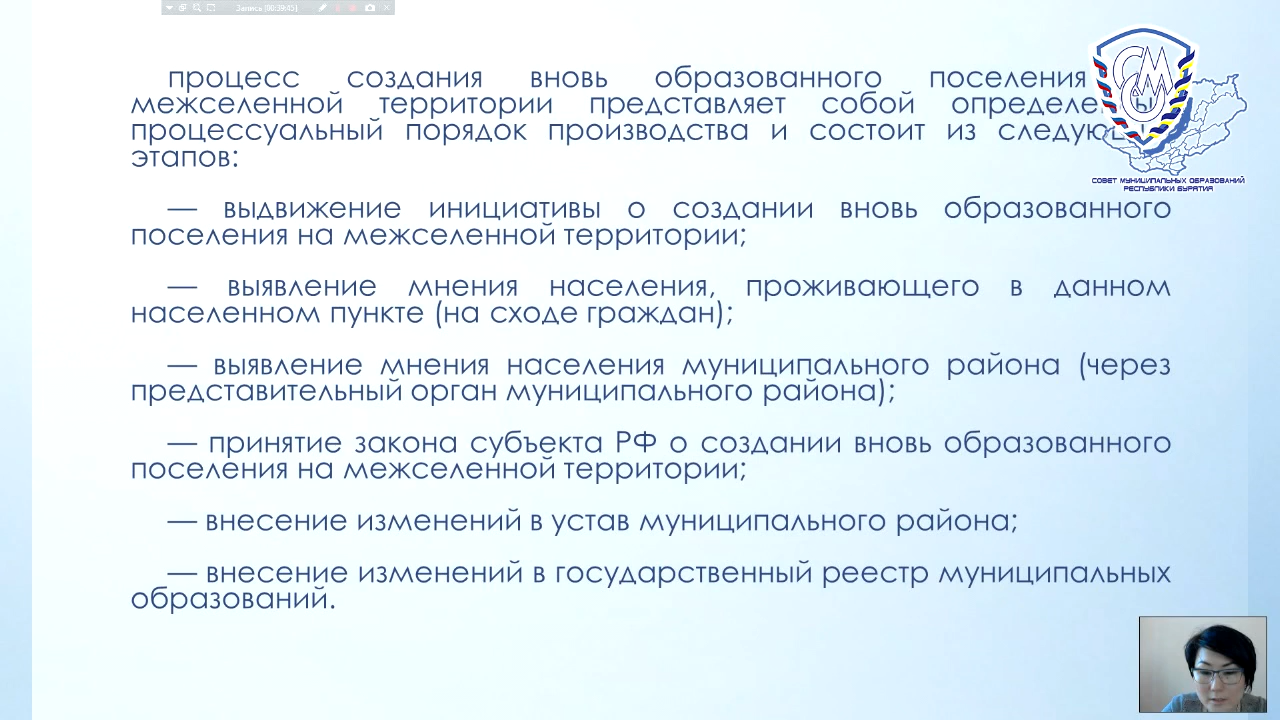 Запись [00:39:45]
процесс создания вновь образованного поселения
межселенной территории представляет собой
процессуальный порядок производства и состоит из
этапов:
— выдвижение инициативы о создании вновь образованного
поселения на межселенной территории;
— выявление мнения населения, проживающего в данном
населенном пункте (на сходе граждан);
— выявление мнения населения муниципального района (через
представительный орган муниципального района);
— принятие закона субъекта РФ о создании вновь образованного
поселения на межселенной территории;
— внесение изменений в устав муниципального района;
— внесение изменений в государственный реестр муниципальных
образований.
СОВЕТ МУНИЦИПАЛЬНЫХ ОБРАЗОВАНИЙ
РЕСПУБЛИКИ БУРЯТИЯ